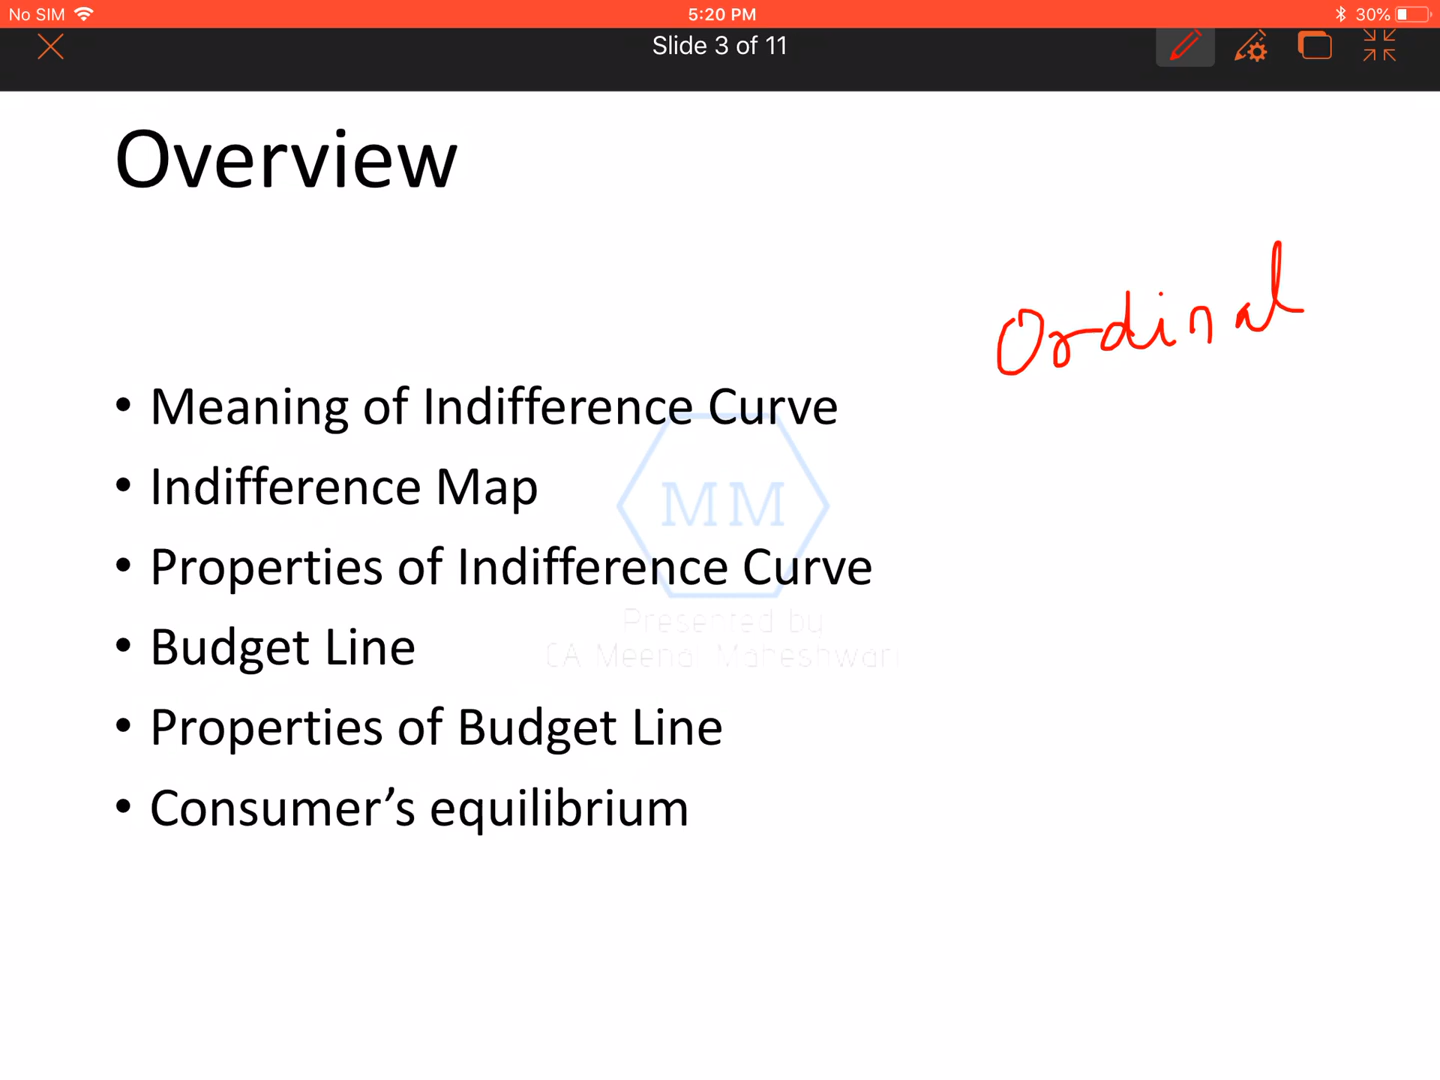 No SIM 5:20 PM 30%
Slide 3 of 11
Overview
Ordinal
• Meaning of Indifference Curve
• Indifference Map
• Properties of Indifference Curve
MM
Presented by
• Budget Line
CA Meena Maheshwari
• Properties of Budget Line
• Consumer’s equilibrium